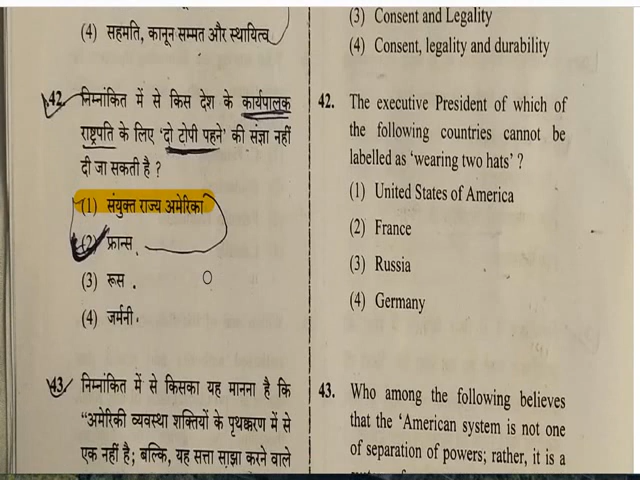 (4) सहमति, कानून सम्मत और स्थायित्व
42. निम्नांकित में से किस देश के कार्यपालक
राष्ट्रपति के लिए 'दो टोपी पहने' की संज्ञा नहीं
दी जा सकती है ?
(1) संयुक्त राज्य अमेरिका
(2) फ्रान्स
(3) रूस
(4) जर्मनी
43. निम्नांकित में से किसका यह मानना है कि
"अमेरिकी व्यवस्था शक्तियों के पृथक्करण में से
एक नहीं है; बल्कि, यह सत्ता साझा करने वाले
(3) Consent and Legality
(4) Consent, legality and durability
42. The executive President of which of
the following countries cannot be
labelled as 'wearing two hats' ?
(1) United States of America
(2) France
(3) Russia
(4) Germany
43. Who among the following believes
that the 'American system is not one
of separation of powers; rather, it is a